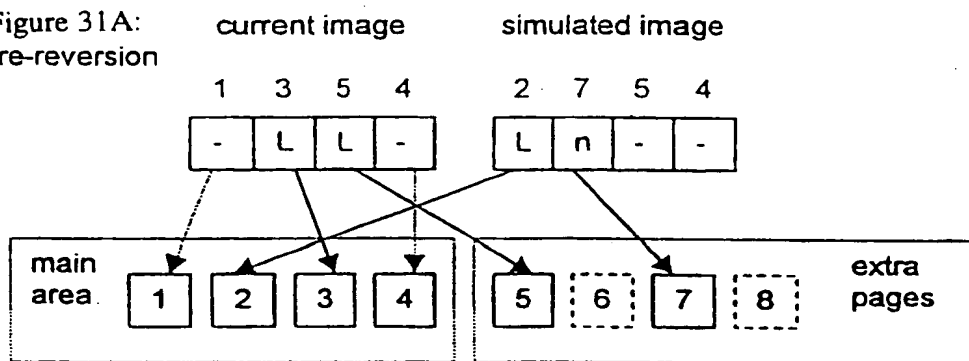 Figure 31A: current image simulated image
re-reversion
1 3 5 4 2 7 5 4
- L L - L n - -
main extra
area 1 2 3 4 5 6 7 8 pages